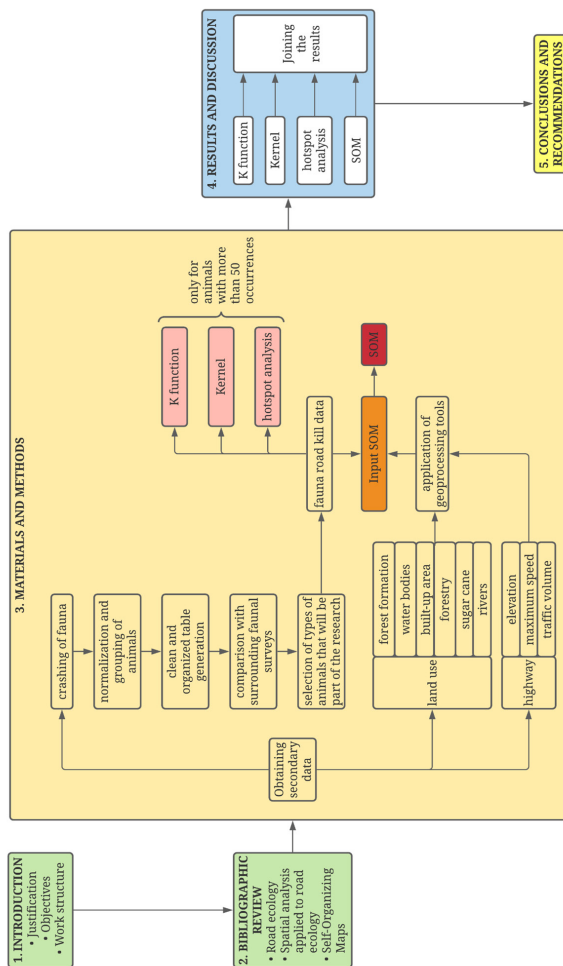 1. INTRODUCTION
• Justification
• Objectives
• Work structure
2. BIBLIOGRAPHIC
REVIEW
• Road ecology
• Spatial analysis
applied to road
ecology
• Self-Organizing
Maps
3. MATERIALS AND METHODS
Obtaining
secondary
data
crashing of fauna
normalization and
grouping of
animals
clean and
organized table
generation
comparison with
surrounding faunal
surveys
selection of types of
animals that will be
part of the research
land use
forest formation
water bodies
built-up area
forestry
sugar cane
rivers
highway
elevation
maximum speed
traffic volume
fauna road kill data
application of
geoprocessing tools
K function
Kernel
hotspot analysis
only for
animals
with more
than 50
occurrences
Input SOM
SOM
4. RESULTS AND DISCUSSION
K function
Kernel
hotspot
analysis
SOM
Joining
the
results
5. CONCLUSIONS AND
RECOMMENDATIONS